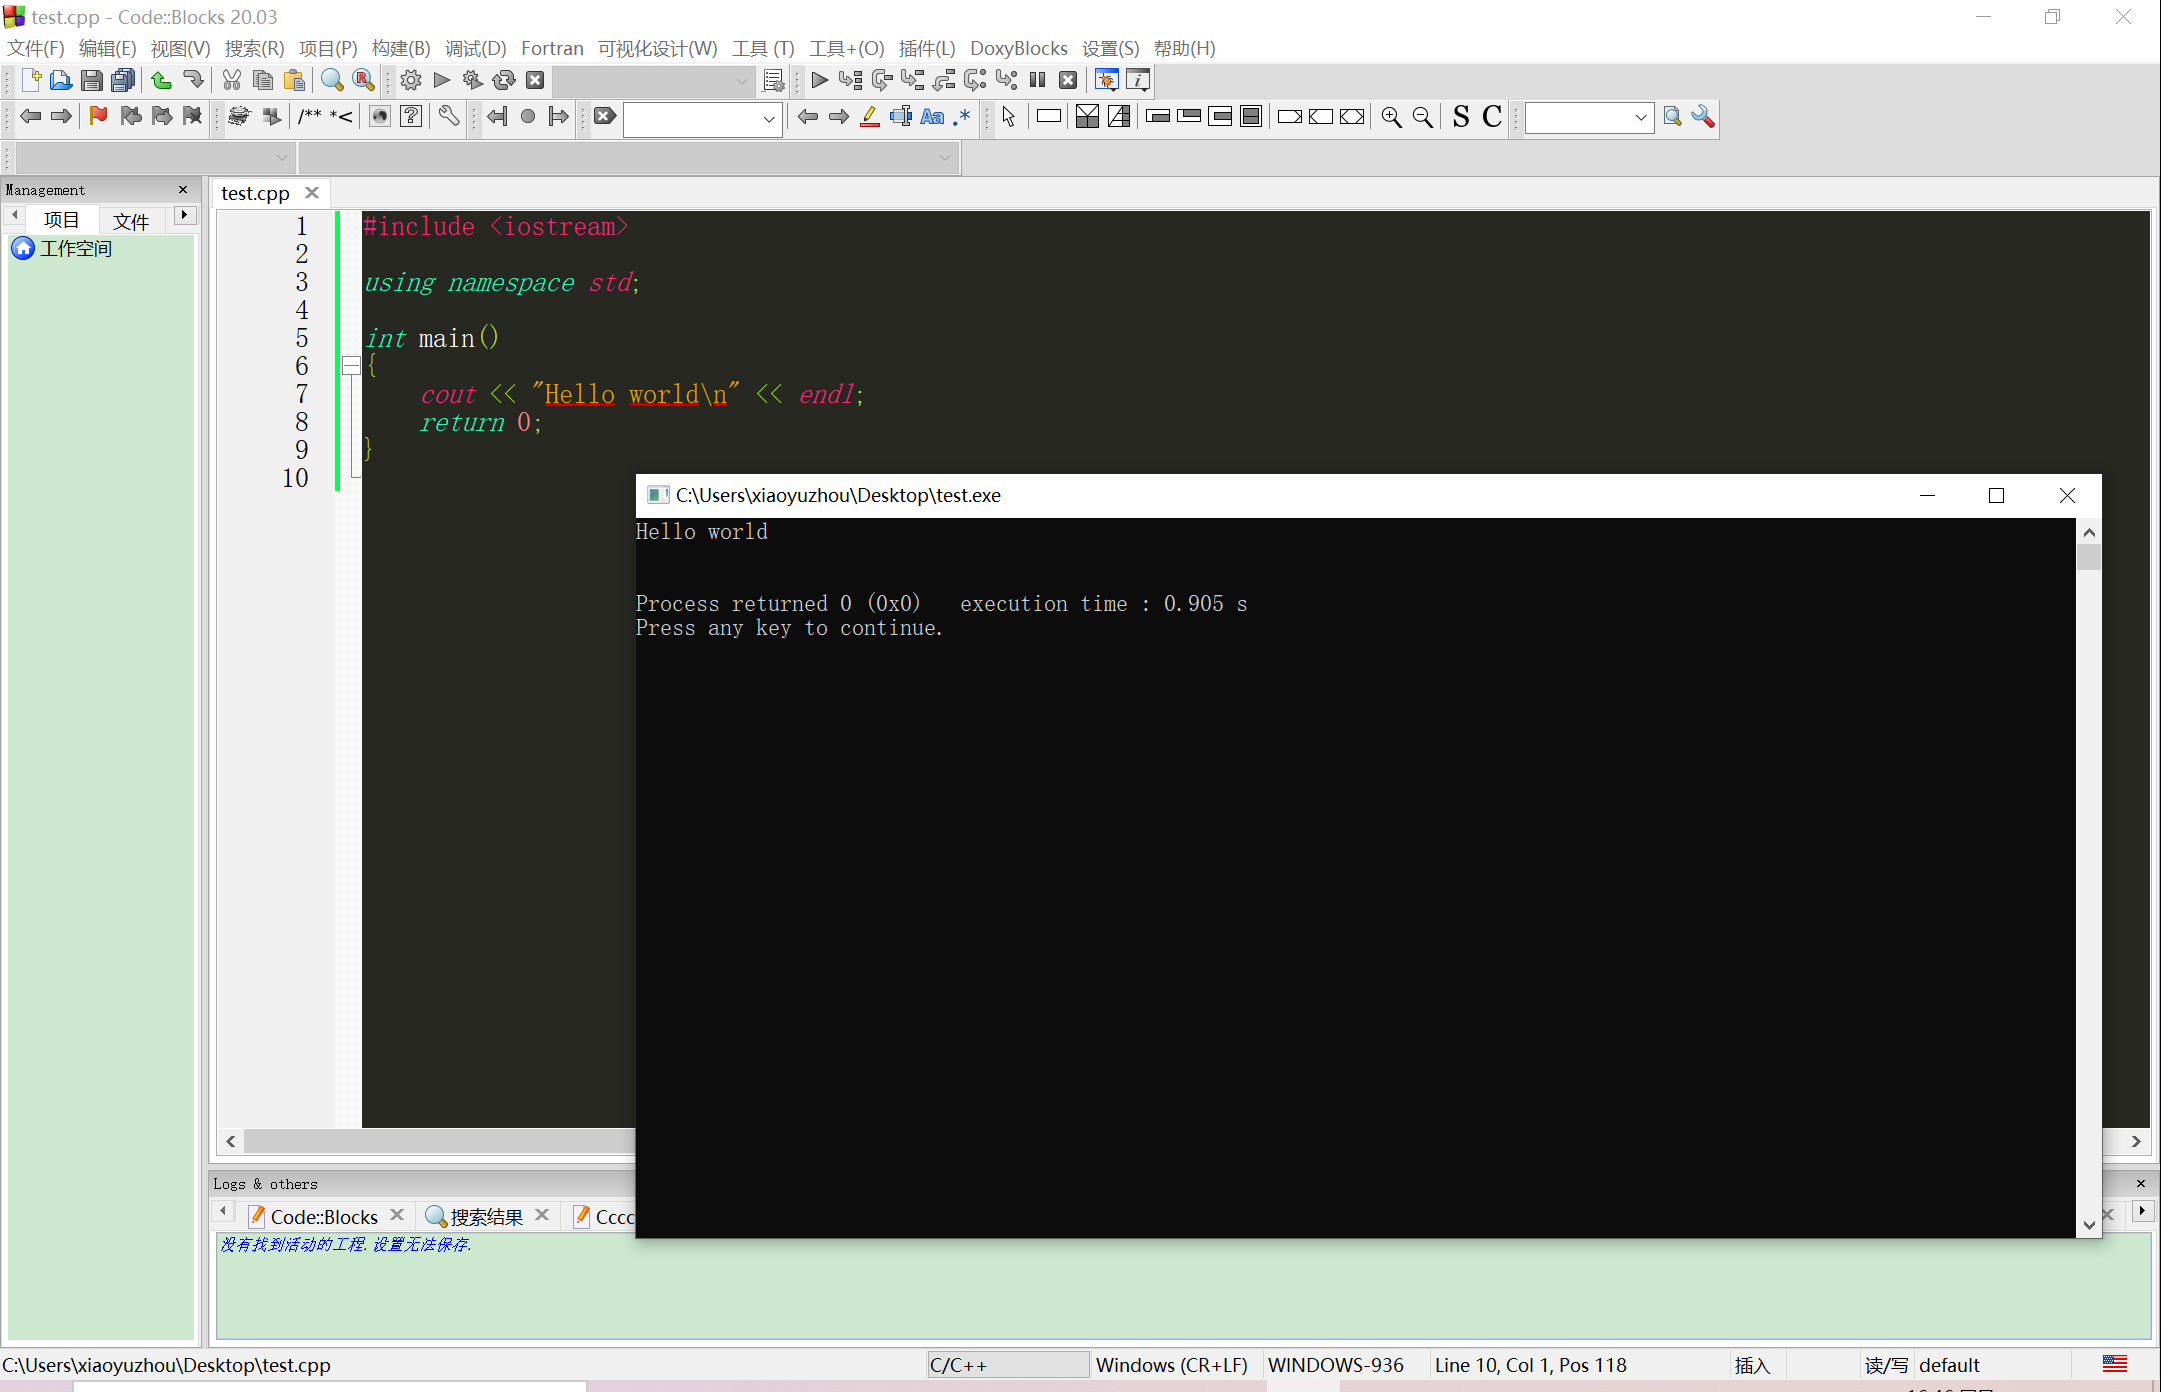 test.cpp - Code::Blocks 20.03
文件(F) 编辑(E) 视图(V) 搜索(R) 项目(P) 构建(B) 调试(D) Fortran 可视化设计(W) 工具 (T) 工具+(O) 插件(L) DoxyBlocks 设置(S) 帮助(H)
/** *< Aa .* S C
Management
test.cpp
项目 文件
工作空间
1 #include <iostream>
2
3 using namespace std;
4
5 int main()
6 {
7 cout << "Hello world\n" << endl;
8 return 0;
9 }
10
C:\Users\xiaoyuzhou\Desktop\test.exe
Hello world
Process returned 0 (0x0) execution time : 0.905 s
Press any key to continue.
Logs & others
Code::Blocks 搜索结果 Cccc
没有找到活动的工程. 设置无法保存.
C:\Users\xiaoyuzhou\Desktop\test.cpp C/C++ Windows (CR+LF) WINDOWS-936 Line 10, Col 1, Pos 118 插入 读/写 default